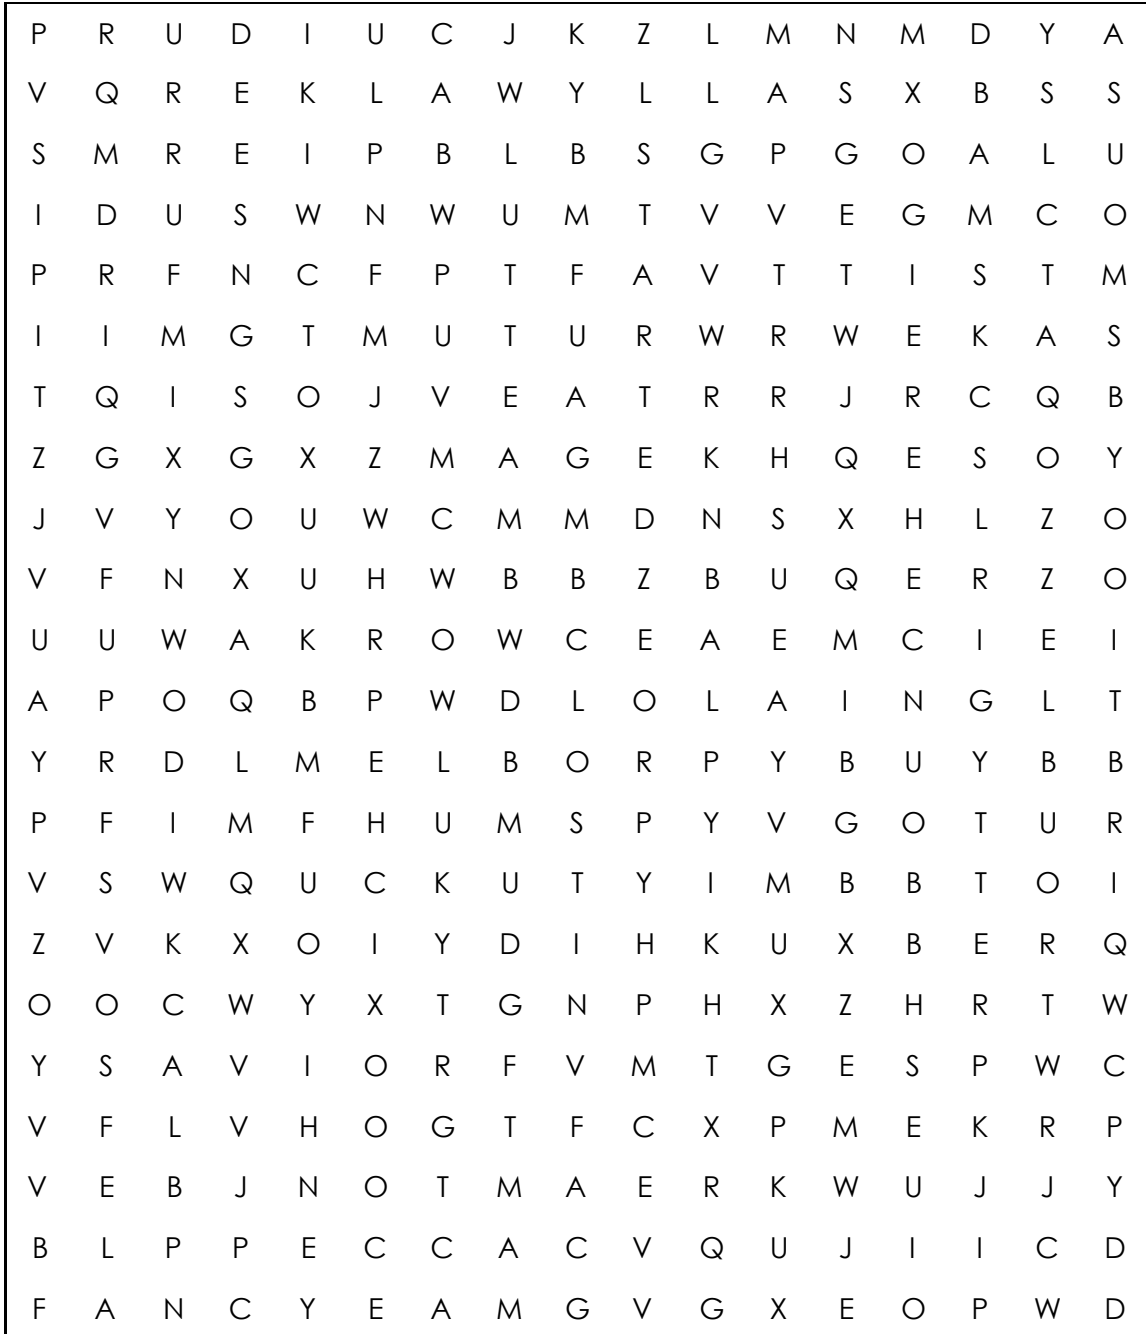 P R U D I U C J K Z L M N M D Y A
V Q R E K L A W Y L L A S X B S S
S M R E I P B L B S G P G O A L U
I D U S W N W U M T V V E G M C O
P R F N C F P T F A V T T I S T M
I I M G T M U T U R W R W E K A S
T Q I S O J V E A T R R J R C Q B
Z G X G X Z M A G E K H Q E S O Y
J V Y O U W C M M D N S X H L Z O
V F N X U H W B B Z B U Q E R Z O
U U W A K R O W C E A E M C I E I
A P O Q B P W D L O L A I N G L T
Y R D L M E L B O R P Y B U Y B B
P F I M F H U M S P Y V G O T U R
V S W Q U C K U T Y I M B B T O I
Z V K X O I Y D I H K U X B E R Q
O O C W Y X T G N P H X Z H R T W
Y S A V I O R F V M T G E S P W C
V F L V H O G T F C X P M E K R P
V E B J N O T M A E R K W U J J Y
B L P P E C C A C V Q U J I I C D
F A N C Y E A M G V G X E O P W D